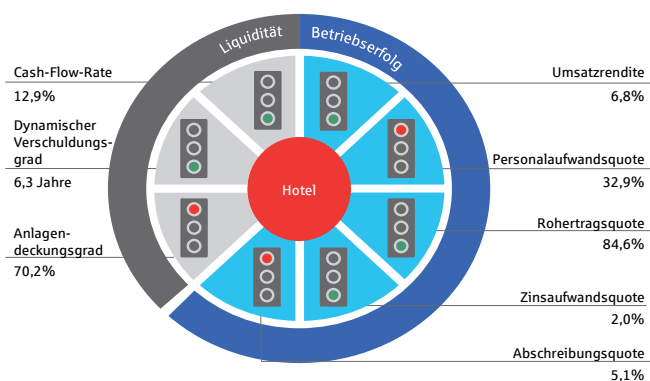 Liquidität
Betriebserfolg
Cash-Flow-Rate
12,9%
Dynamischer
Verschuldungs-
grad
6,3 Jahre
Anlagen-
deckungsgrad
70,2%
Hotel
Umsatzrendite
6,8%
Personalaufwandsquote
32,9%
Rohertragsquote
84,6%
Zinsaufwandsquote
2,0%
Abschreibungsquote
5,1%